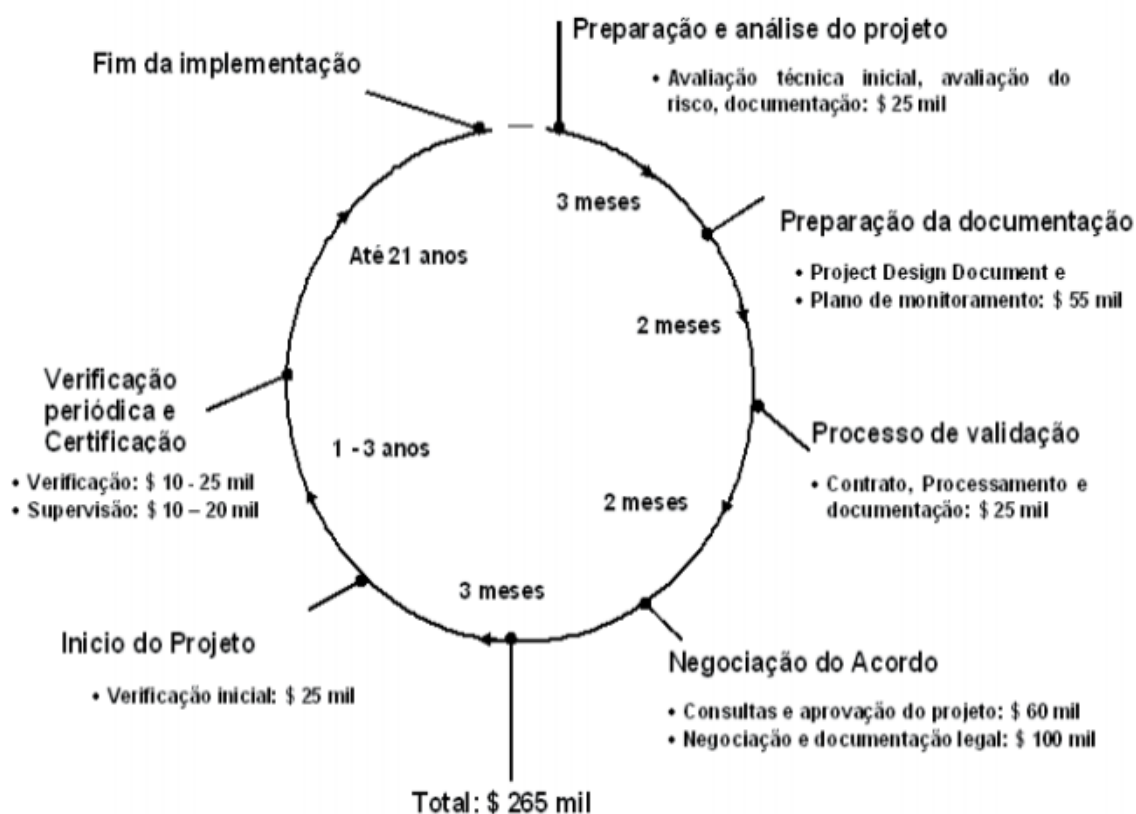 Preparação e análise do projeto
• Avaliação técnica inicial, avaliação do
risco, documentação: $ 25 mil
Fim da implementação
3 meses
Preparação da documentação
• Project Design Document e
• Plano de monitoramento: $ 55 mil
Até 21 anos
2 meses
Processo de validação
• Contrato, Processamento e
documentação: $ 25 mil
Verificação
periódica e
Certificação
• Verificação: $ 10 - 25 mil
• Supervisão: $ 10 – 20 mil
1 - 3 anos
2 meses
3 meses
Negociação do Acordo
• Consultas e aprovação do projeto: $ 60 mil
• Negociação e documentação legal: $ 100 mil
Inicio do Projeto
• Verificação inicial: $ 25 mil
Total: $ 265 mil